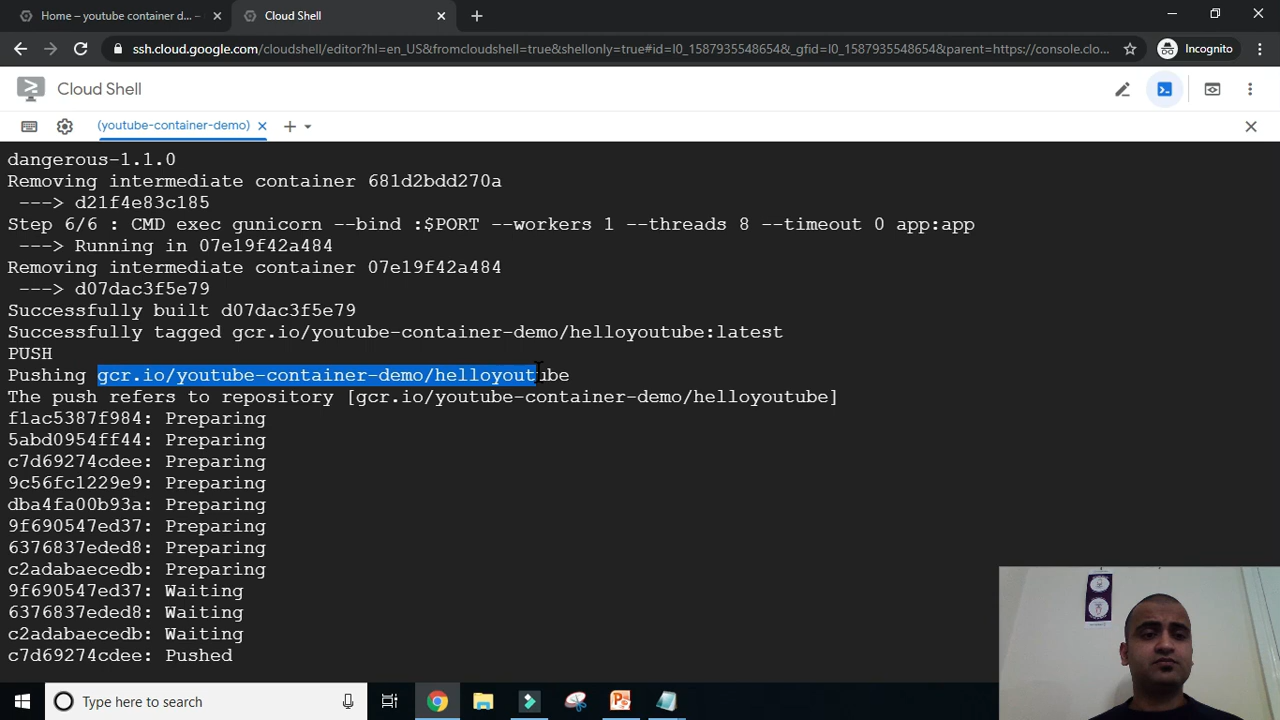 Home – youtube container d... –
Cloud Shell
ssh.cloud.google.com/cloudshell/editor?hl=en_US&fromcloudshell=true&shellonly=true#id=I0_1587935548654&_gfid=I0_1587935548654&parent=https://console.clo...
Incognito
Cloud Shell
(youtube-container-demo)
dangerous-1.1.0
Removing intermediate container 681d2bdd270a
---> d21f4e83c185
Step 6/6 : CMD exec gunicorn --bind :$PORT --workers 1 --threads 8 --timeout 0 app:app
---> Running in 07e19f42a484
Removing intermediate container 07e19f42a484
---> d07dac3f5e79
Successfully built d07dac3f5e79
Successfully tagged gcr.io/youtube-container-demo/helloyoutube:latest
PUSH
Pushing gcr.io/youtube-container-demo/helloyoutube
The push refers to repository [gcr.io/youtube-container-demo/helloyoutube]
f1ac5387f984: Preparing
5abd0954ff44: Preparing
c7d69274cdee: Preparing
9c56fc1229e9: Preparing
dba4fa00b93a: Preparing
9f690547ed37: Preparing
6376837eded8: Preparing
c2adabaecedb: Preparing
9f690547ed37: Waiting
6376837eded8: Waiting
c2adabaecedb: Waiting
c7d69274cdee: Pushed
Type here to search